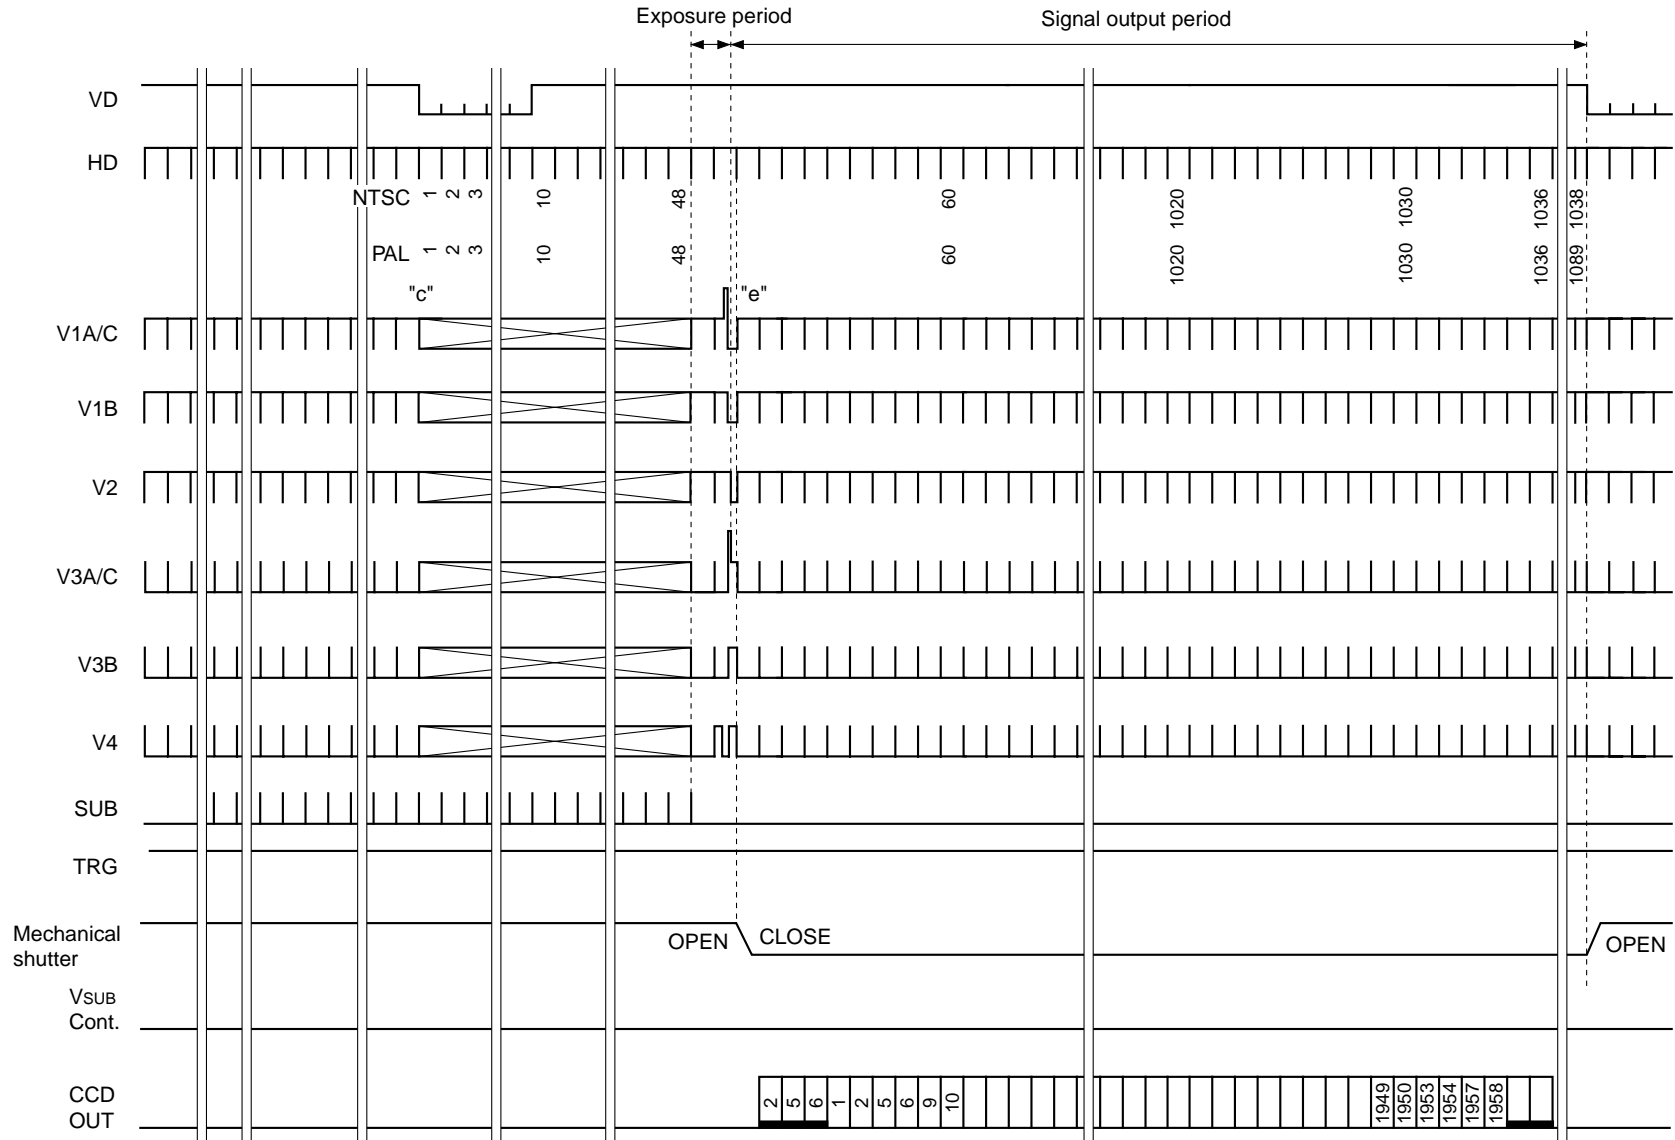 Exposure period
Signal output period
VD
HD
NTSC 1 2 3 10 48 60 1020 1030 1036 1038
PAL 1 2 3 10 48 60 1020 1030 1036 1089
"c" "e"
V1A/C
V1B
V2
V3A/C
V3B
V4
SUB
TRG
Mechanical
shutter
OPEN CLOSE OPEN
VSUB
Cont.
CCD
OUT
2 5 6 1 2 5 6 9 10 1949 1950 1953 1954 1957 1958